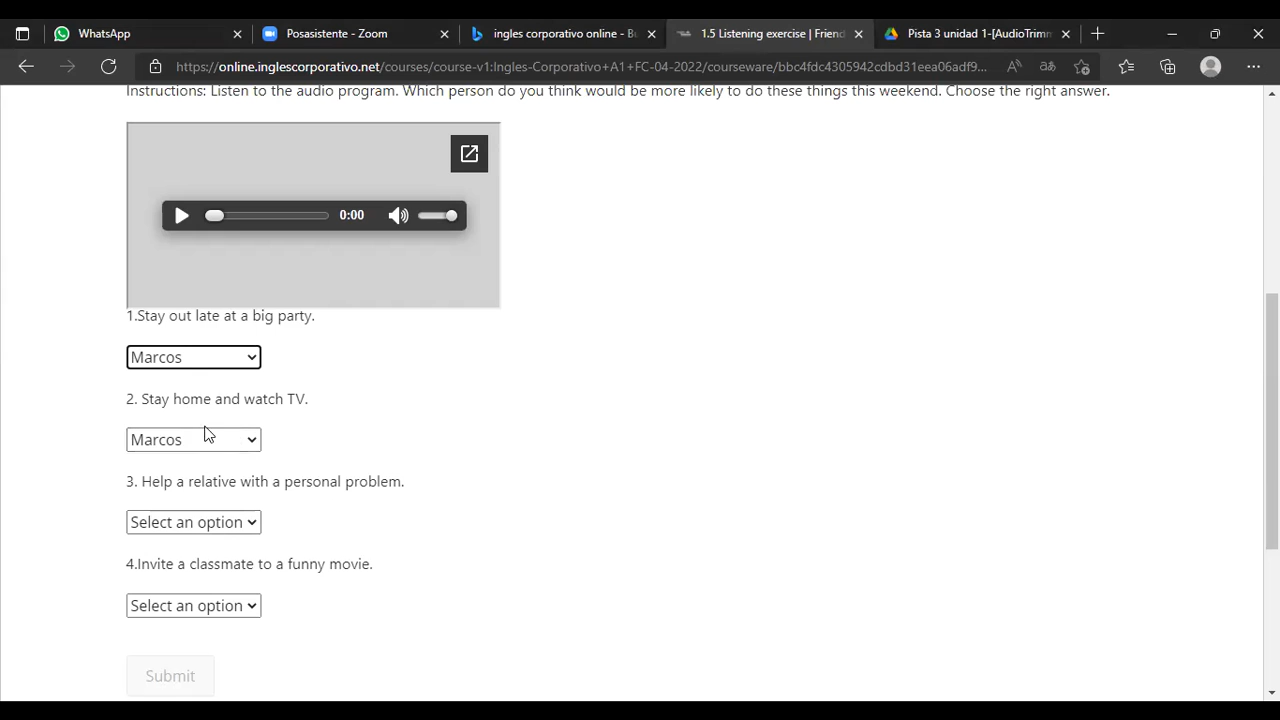 WhatsApp
Posasistente - Zoom
ingles corporativo online - Bu
1.5 Listening exercise | Friend
Pista 3 unidad 1-[AudioTrimm
https://online.inglescorporativo.net/courses/course-v1:Ingles-Corporativo+A1+FC-04-2022/courseware/bbc4fdc4305942cdbd31eea06adf9...
Instructions: Listen to the audio program. Which person do you think would be more likely to do these things this weekend. Choose the right answer.
0:00
1.Stay out late at a big party.
Marcos
2. Stay home and watch TV.
Marcos
3. Help a relative with a personal problem.
Select an option
4.Invite a classmate to a funny movie.
Select an option
Submit